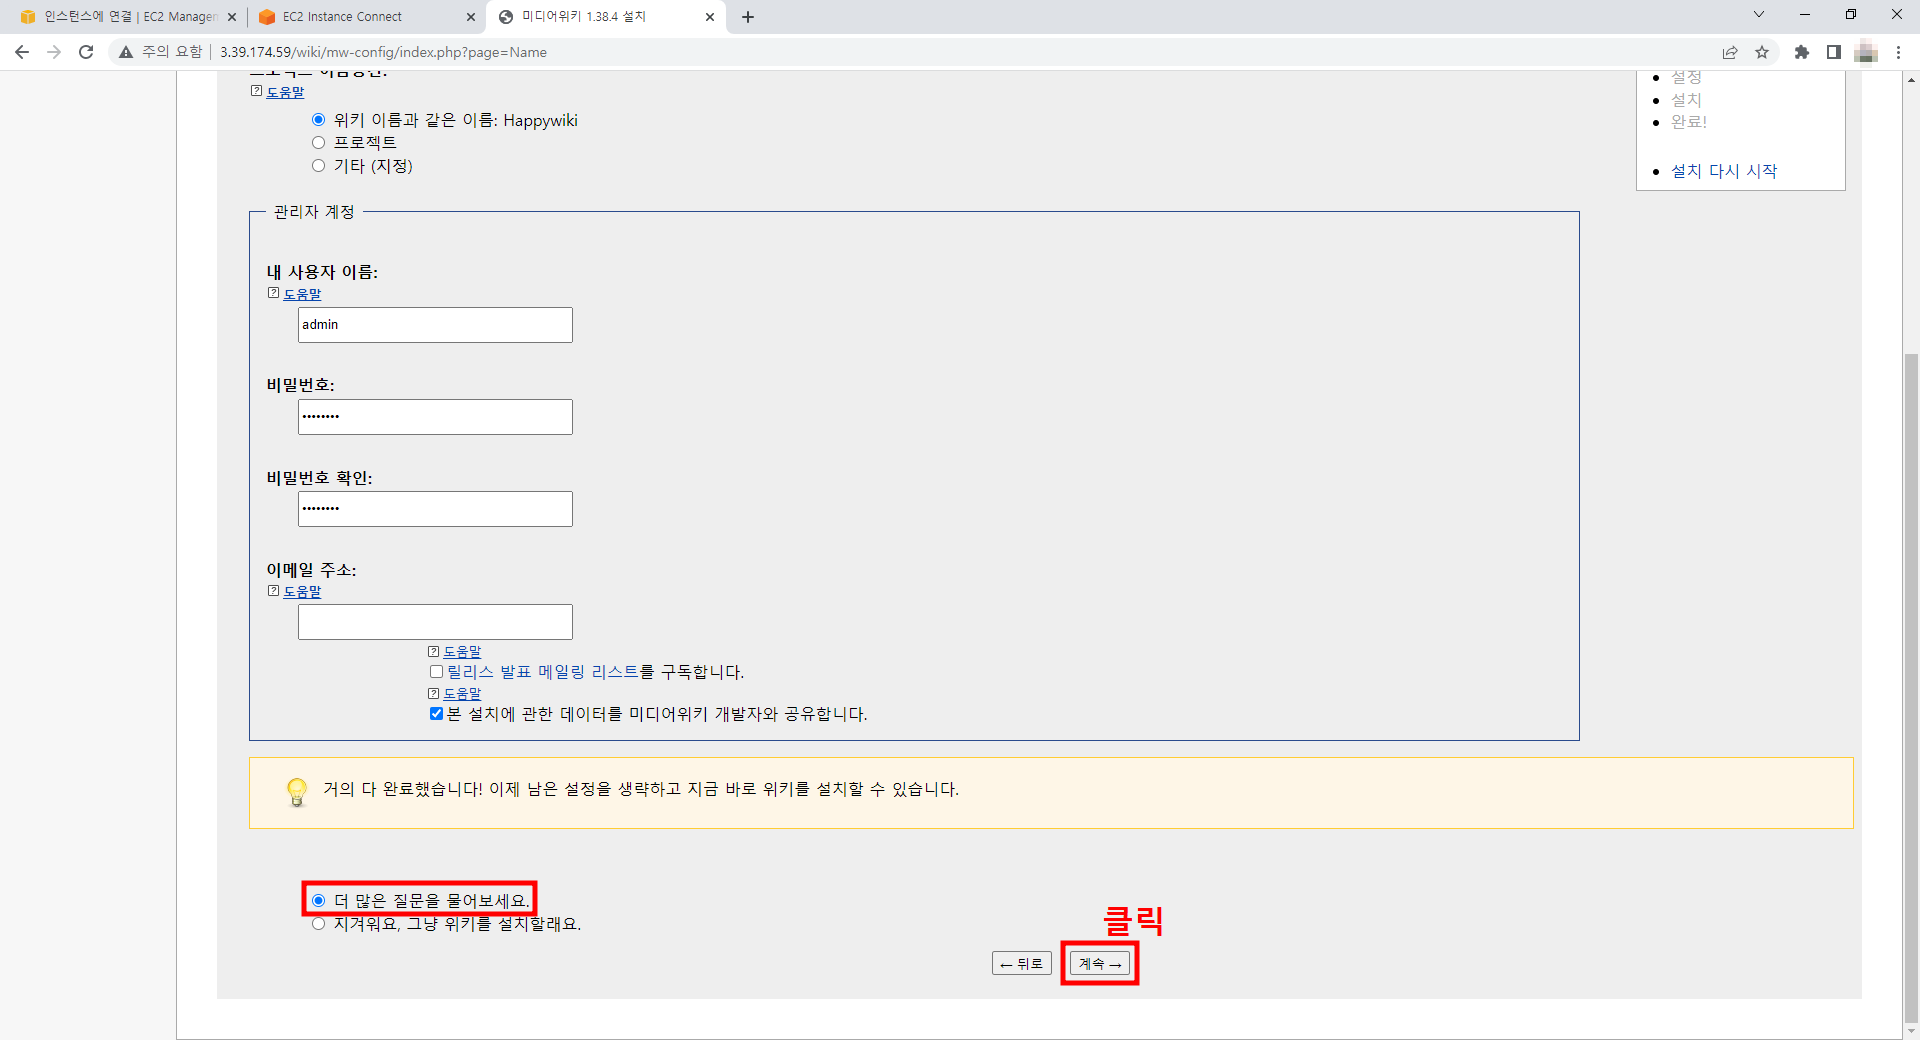 인스턴스에 연결 | EC2 Manager
EC2 Instance Connect
미디어위키 1.38.4 설치
주의 요함
3.39.174.59/wiki/mw-config/index.php?page=Name
프로젝트 이름공간:
도움말
위키 이름과 같은 이름: Happywiki
프로젝트
기타 (지정)
설정
설치
완료!
설치 다시 시작
관리자 계정
내 사용자 이름:
도움말
admin
비밀번호:
••••••••
비밀번호 확인:
••••••••
이메일 주소:
도움말
도움말
릴리스 발표 메일링 리스트를 구독합니다.
도움말
본 설치에 관한 데이터를 미디어위키 개발자와 공유합니다.
거의 다 완료했습니다! 이제 남은 설정을 생략하고 지금 바로 위키를 설치할 수 있습니다.
더 많은 질문을 물어보세요.
지겨워요, 그냥 위키를 설치할래요.
클릭
← 뒤로
계속 →